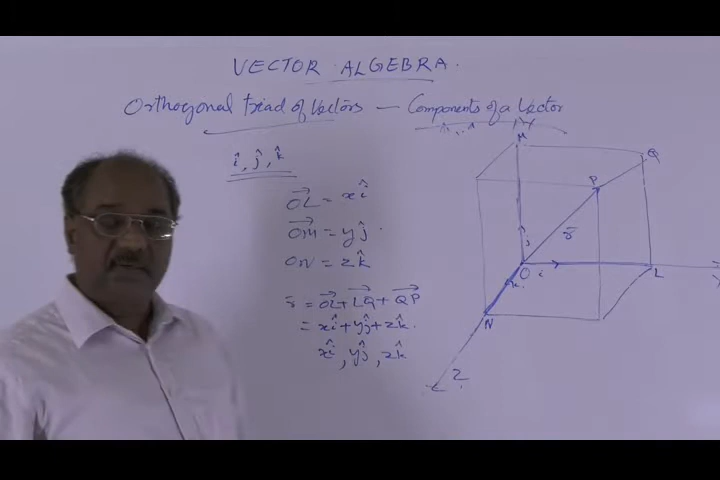 VECTOR ALGEBRA.
Orthogonal triad of Vectors — Components of a Vector
î, ĵ, k̂
OL⃗ = xî
OM⃗ = yĵ.
ON = zk̂
r̄ = OL⃗ + LQ⃗ + QP⃗
= xî + yĵ + zk̂.
xî, yĵ, zk̂
M
Q
P
r̄
j
O
i
L
N
Z